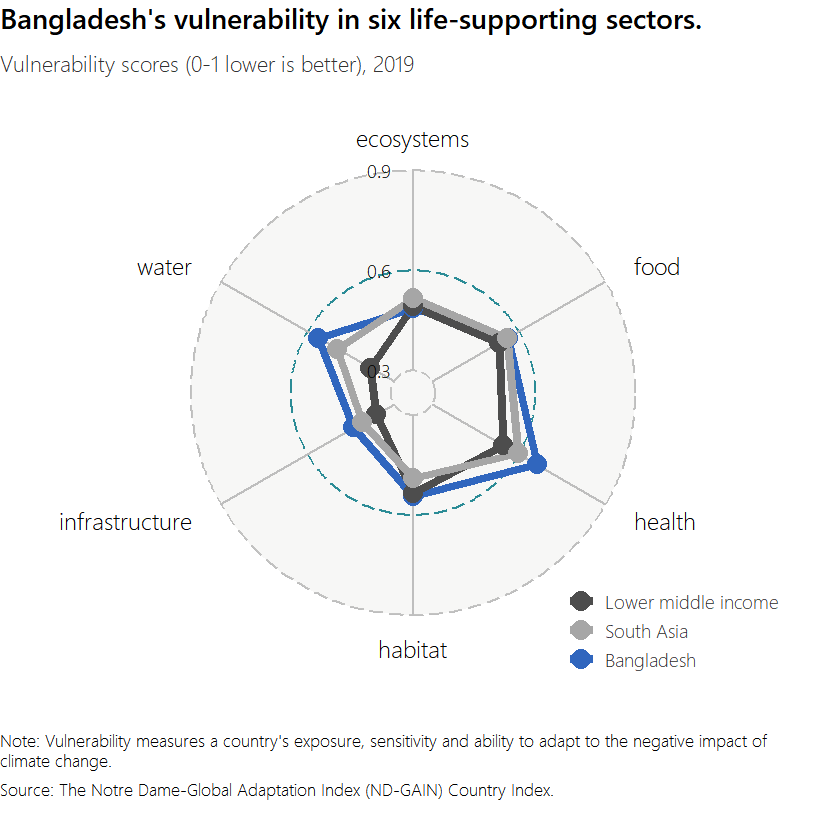 Bangladesh's vulnerability in six life-supporting sectors.
Vulnerability scores (0-1 lower is better), 2019
ecosystems
0.9
water
0.6
food
0.3
infrastructure
health
habitat
Lower middle income
South Asia
Bangladesh
Note: Vulnerability measures a country's exposure, sensitivity and ability to adapt to the negative impact of
climate change.
Source: The Notre Dame-Global Adaptation Index (ND-GAIN) Country Index.